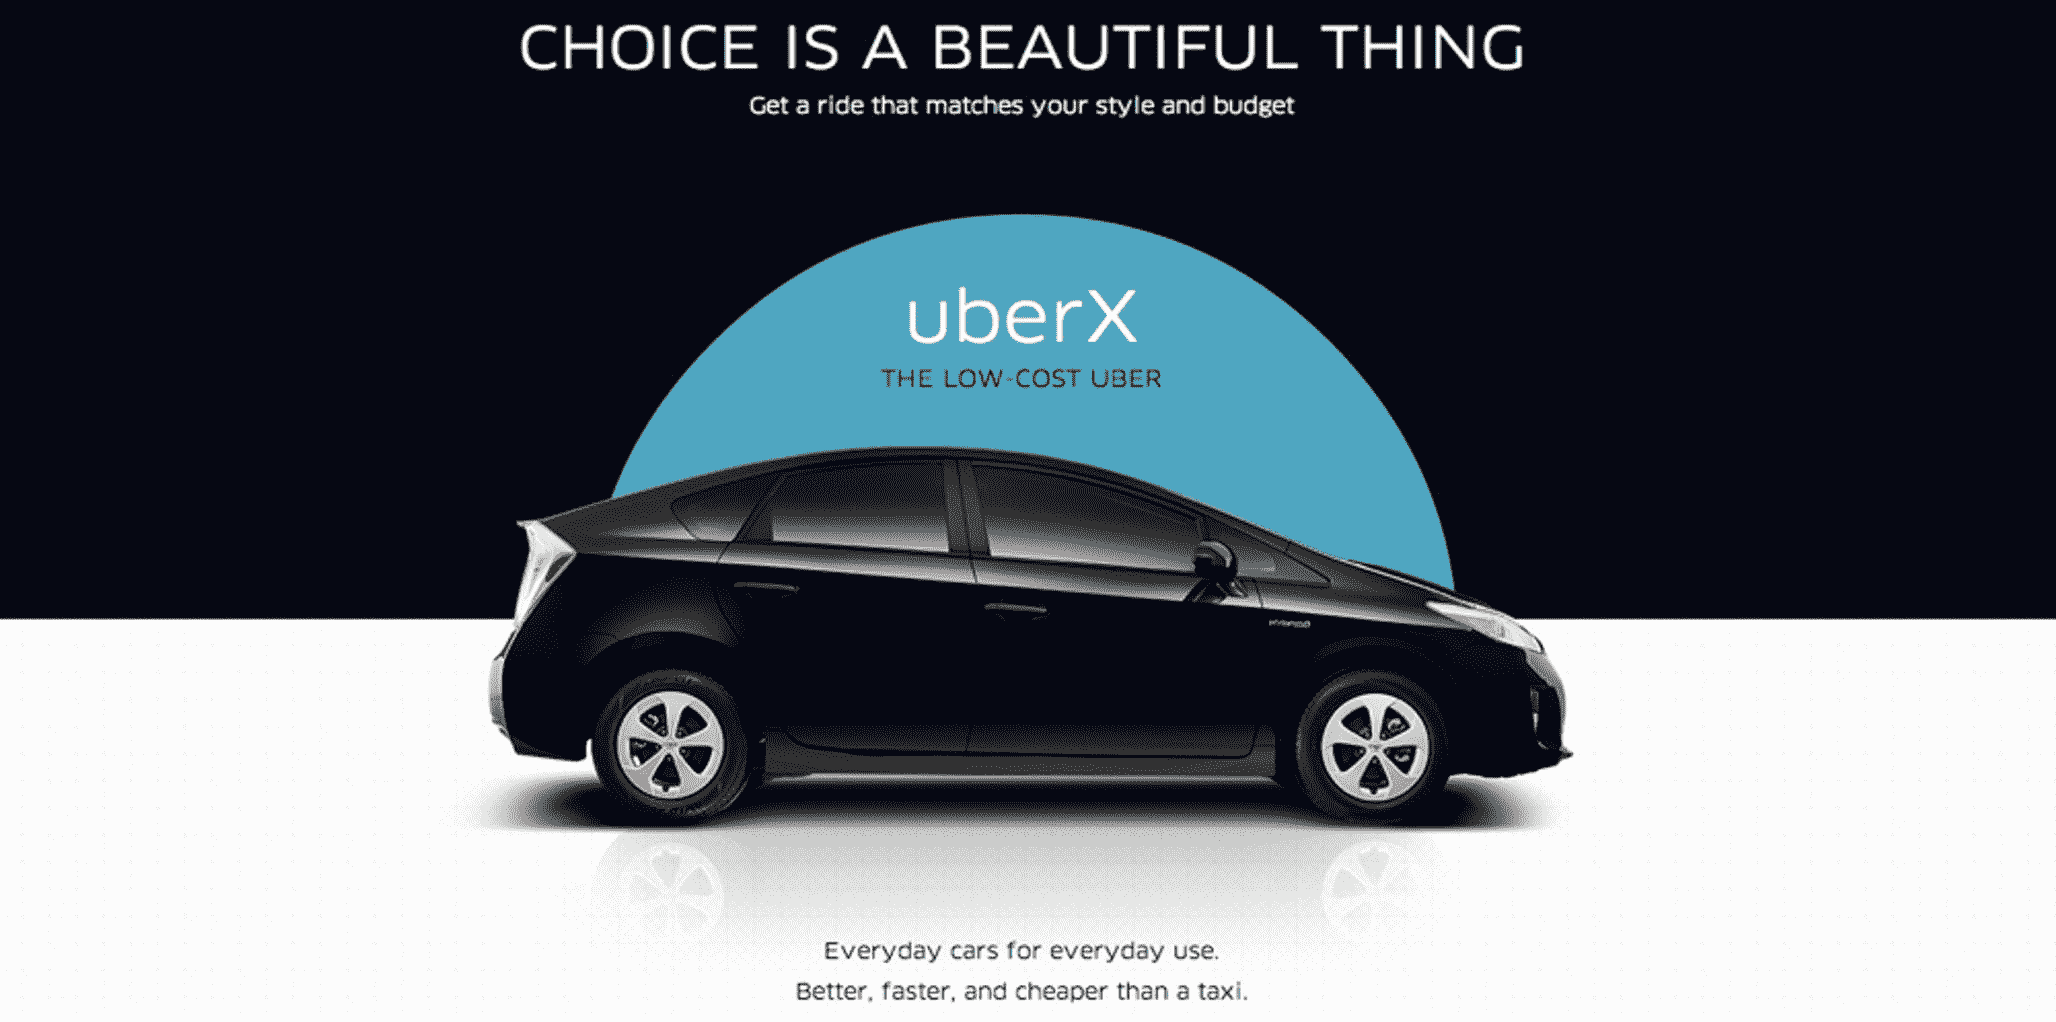 CHOICE IS A BEAUTIFUL THING
Get a ride that matches your style and budget
uberX
THE LOW-COST UBER
HYBRID
Everyday cars for everyday use.
Better, faster, and cheaper than a taxi.